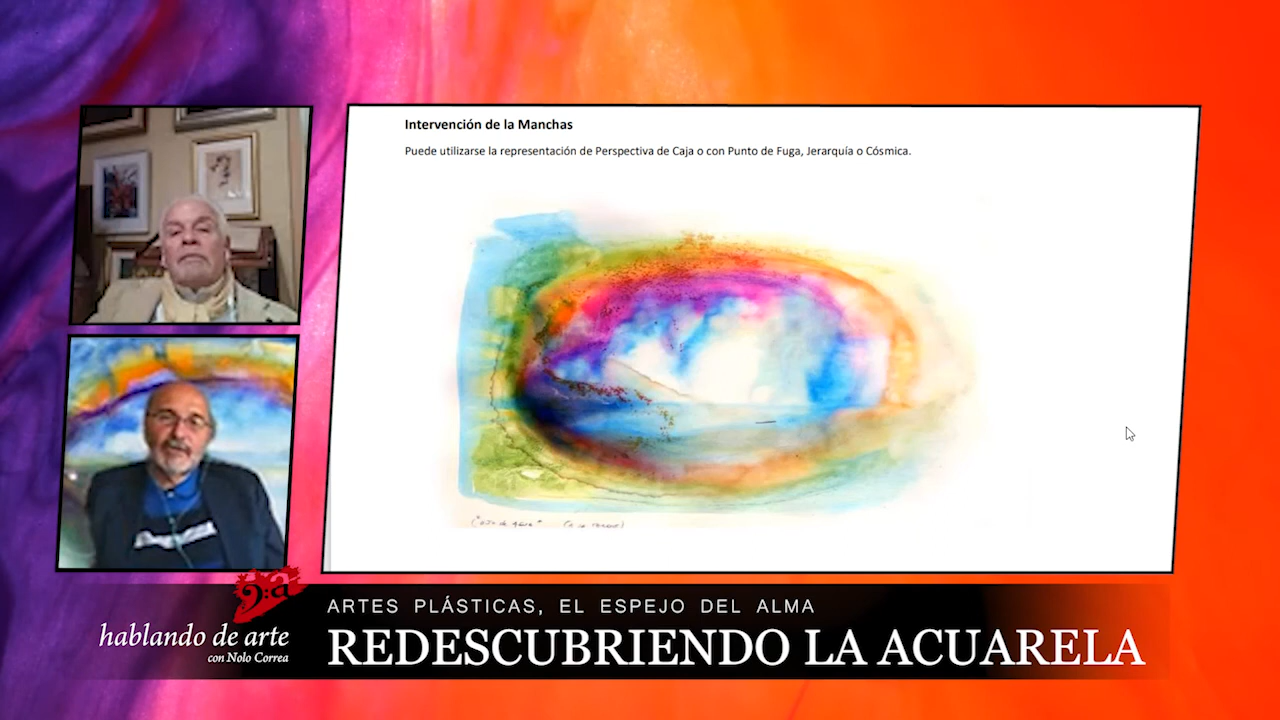 Intervención de la Manchas
Puede utilizarse la representación de Perspectiva de Caja o con Punto de Fuga, Jerarquía o Cósmica.
9:a
hablando de arte
con Nolo Correa
ARTES PLÁSTICAS, EL ESPEJO DEL ALMA
REDESCUBRIENDO LA ACUARELA